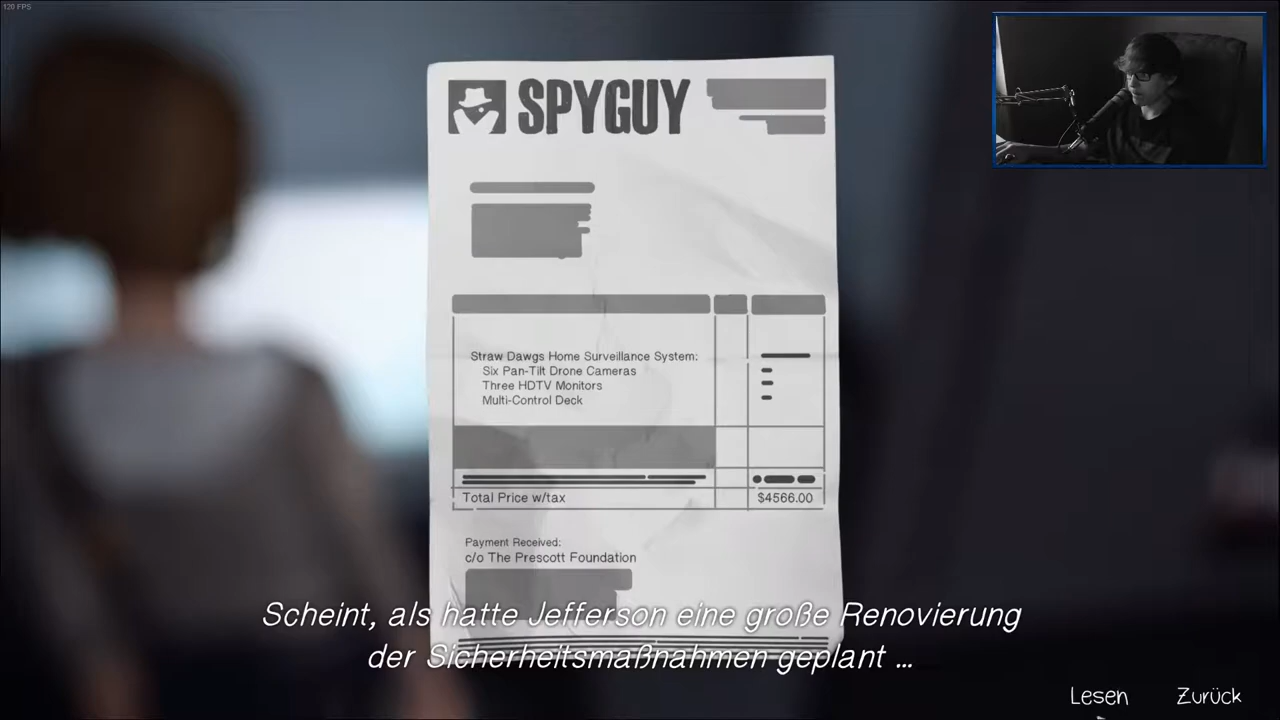 120 FPS
SPYGUY
Straw Dawgs Home Surveillance System:
Six Pan-Tilt Drone Cameras
Three HDTV Monitors
Multi-Control Deck
Total Price w/tax $4566.00
Payment Received:
c/o The Prescott Foundation
Scheint, als hatte Jefferson eine große Renovierung
der Sicherheitsmaßnahmen geplant ...
Lesen Zurück